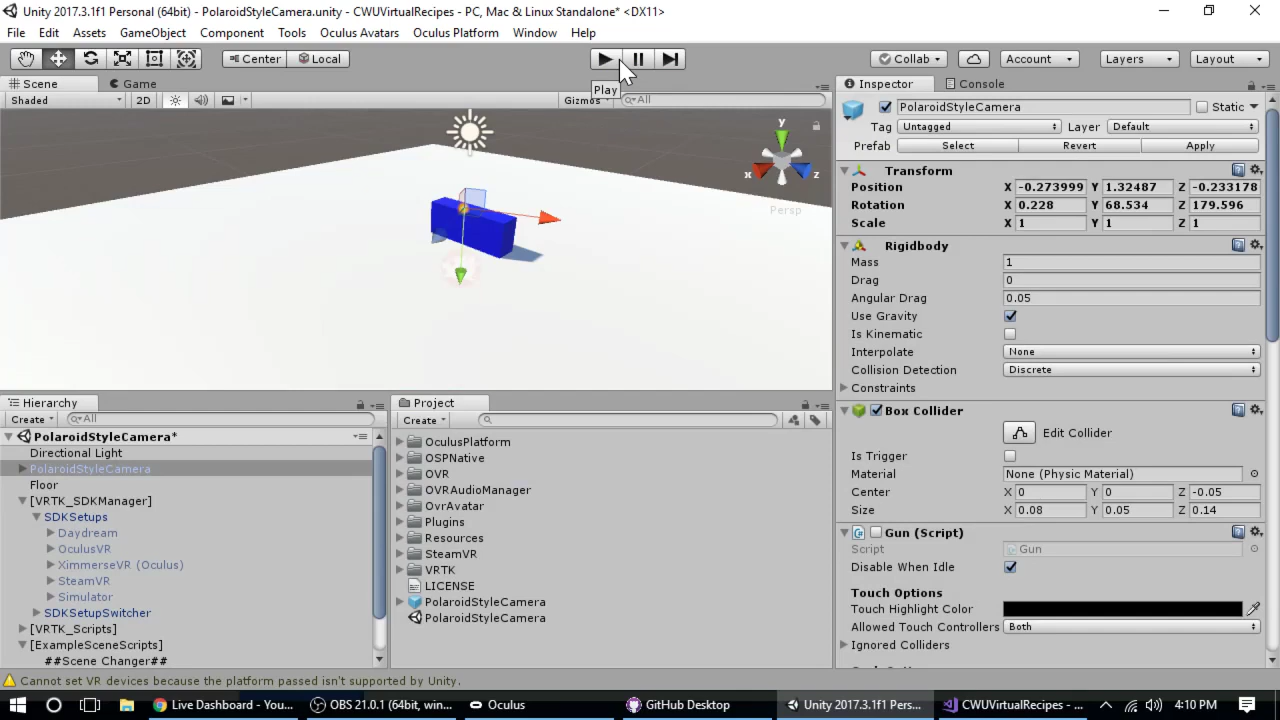 Unity 2017.3.1f1 (64bit) - PolaroidStyleCamera.unity - CWUVirtualRecipes - PC, Mac & Linux Standalone* <DX11>
File Edit Assets GameObject Component Tools Oculus Avatars Oculus Platform Window Help
Center Local Collab Account Layers Layout
Scene Game
Play
Shaded 2D Gizmos All
y
x z
Persp
Inspector Console
PolaroidStyleCamera Static
Tag Untagged Layer Default
Prefab Select Revert Apply
Transform
Position X -0.273999 Y 1.32487 Z -0.233178
Rotation X 0.228 Y 68.534 Z 179.596
Scale X 1 Y 1 Z 1
Rigidbody
Mass 1
Drag 0
Angular Drag 0.05
Use Gravity
Is Kinematic
Interpolate None
Collision Detection Discrete
Constraints
Box Collider
Edit Collider
Is Trigger
Material None (Physic Material)
Center X 0 Y 0 Z -0.05
Size X 0.08 Y 0.05 Z 0.14
Gun (Script)
Script Gun
Disable When Idle
Touch Options
Touch Highlight Color
Allowed Touch Controllers Both
Ignored Colliders
Hierarchy
Create All
PolaroidStyleCamera*
Directional Light
PolaroidStyleCamera
Floor
[VRTK_SDKManager]
SDKSetups
Daydream
OculusVR
XimmerseVR (Oculus)
SteamVR
Simulator
SDKSetupSwitcher
[VRTK_Scripts]
[ExampleSceneScripts]
##Scene Changer##
Project
Create
OculusPlatform
OSPNative
OVR
OVRAudioManager
OvrAvatar
Plugins
Resources
SteamVR
VRTK
LICENSE
PolaroidStyleCamera
PolaroidStyleCamera
Cannot set VR devices because the platform passed isn't supported by Unity.
Live Dashboard - You... OBS 21.0.1 (64bit, win... Oculus GitHub Desktop Unity 2017.3.1f1 Pers... CWUVirtualRecipes - ... 4:10 PM